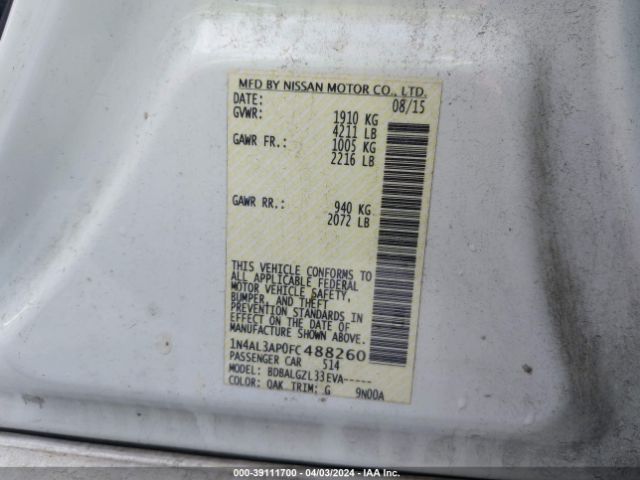 MFD BY NISSAN MOTOR CO., LTD.
DATE: 08/15
GVWR: 1910 KG
4211 LB
GAWR FR.: 1005 KG
2216 LB
GAWR RR.: 940 KG
2072 LB
THIS VEHICLE CONFORMS TO
ALL APPLICABLE FEDERAL
MOTOR VEHICLE SAFETY,
BUMPER, AND THEFT
PREVENTION STANDARDS IN
EFFECT ON THE DATE OF
MANUFACTURE SHOWN ABOVE.
1N4AL3AP0FC488260
PASSENGER CAR 514
MODEL: BDBALGZL33EVA-----
COLOR: QAK TRIM: G 9N00A
000-39111700 - 04/03/2024 - IAA Inc.